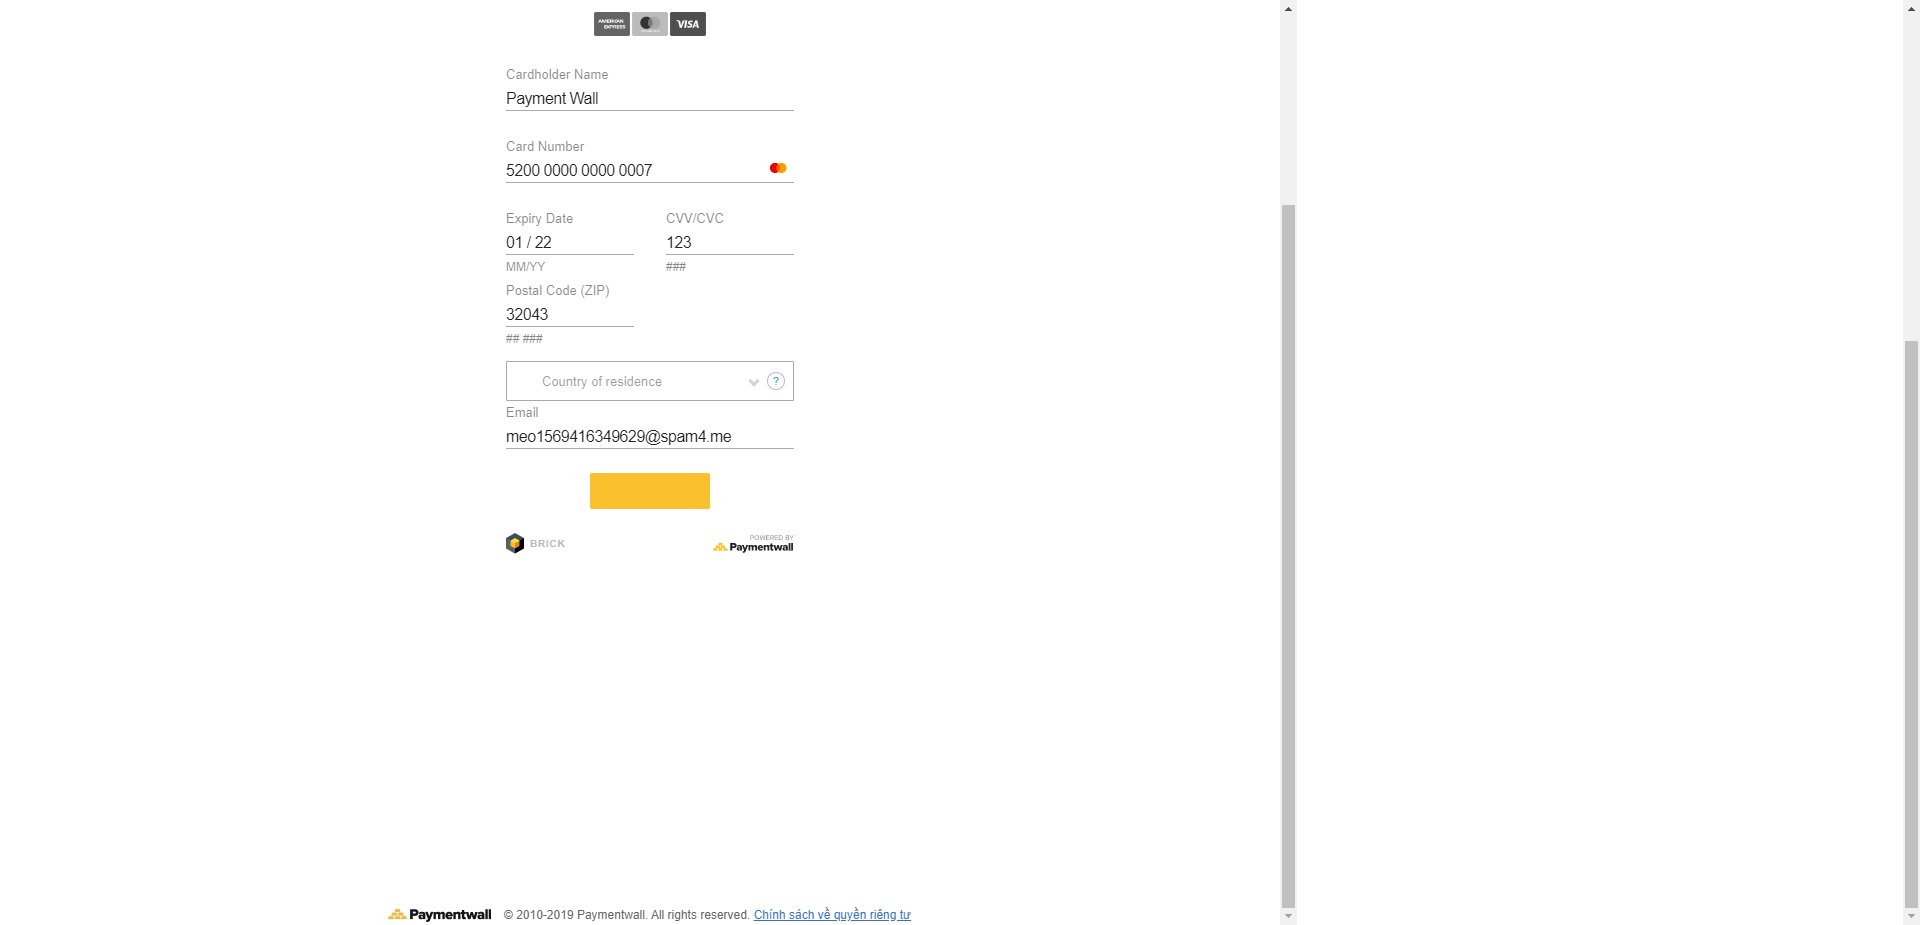 AMERICAN
EXPRESS
VISA
Cardholder Name
Payment Wall
Card Number
5200 0000 0000 0007
Expiry Date
CVV/CVC
01 / 22
123
MM/YY
###
Postal Code (ZIP)
32043
## ###
Country of residence
?
Email
meo1569416349629@spam4.me
BRICK
POWERED BY
Paymentwall
Paymentwall © 2010-2019 Paymentwall. All rights reserved. Chính sách về quyền riêng tư